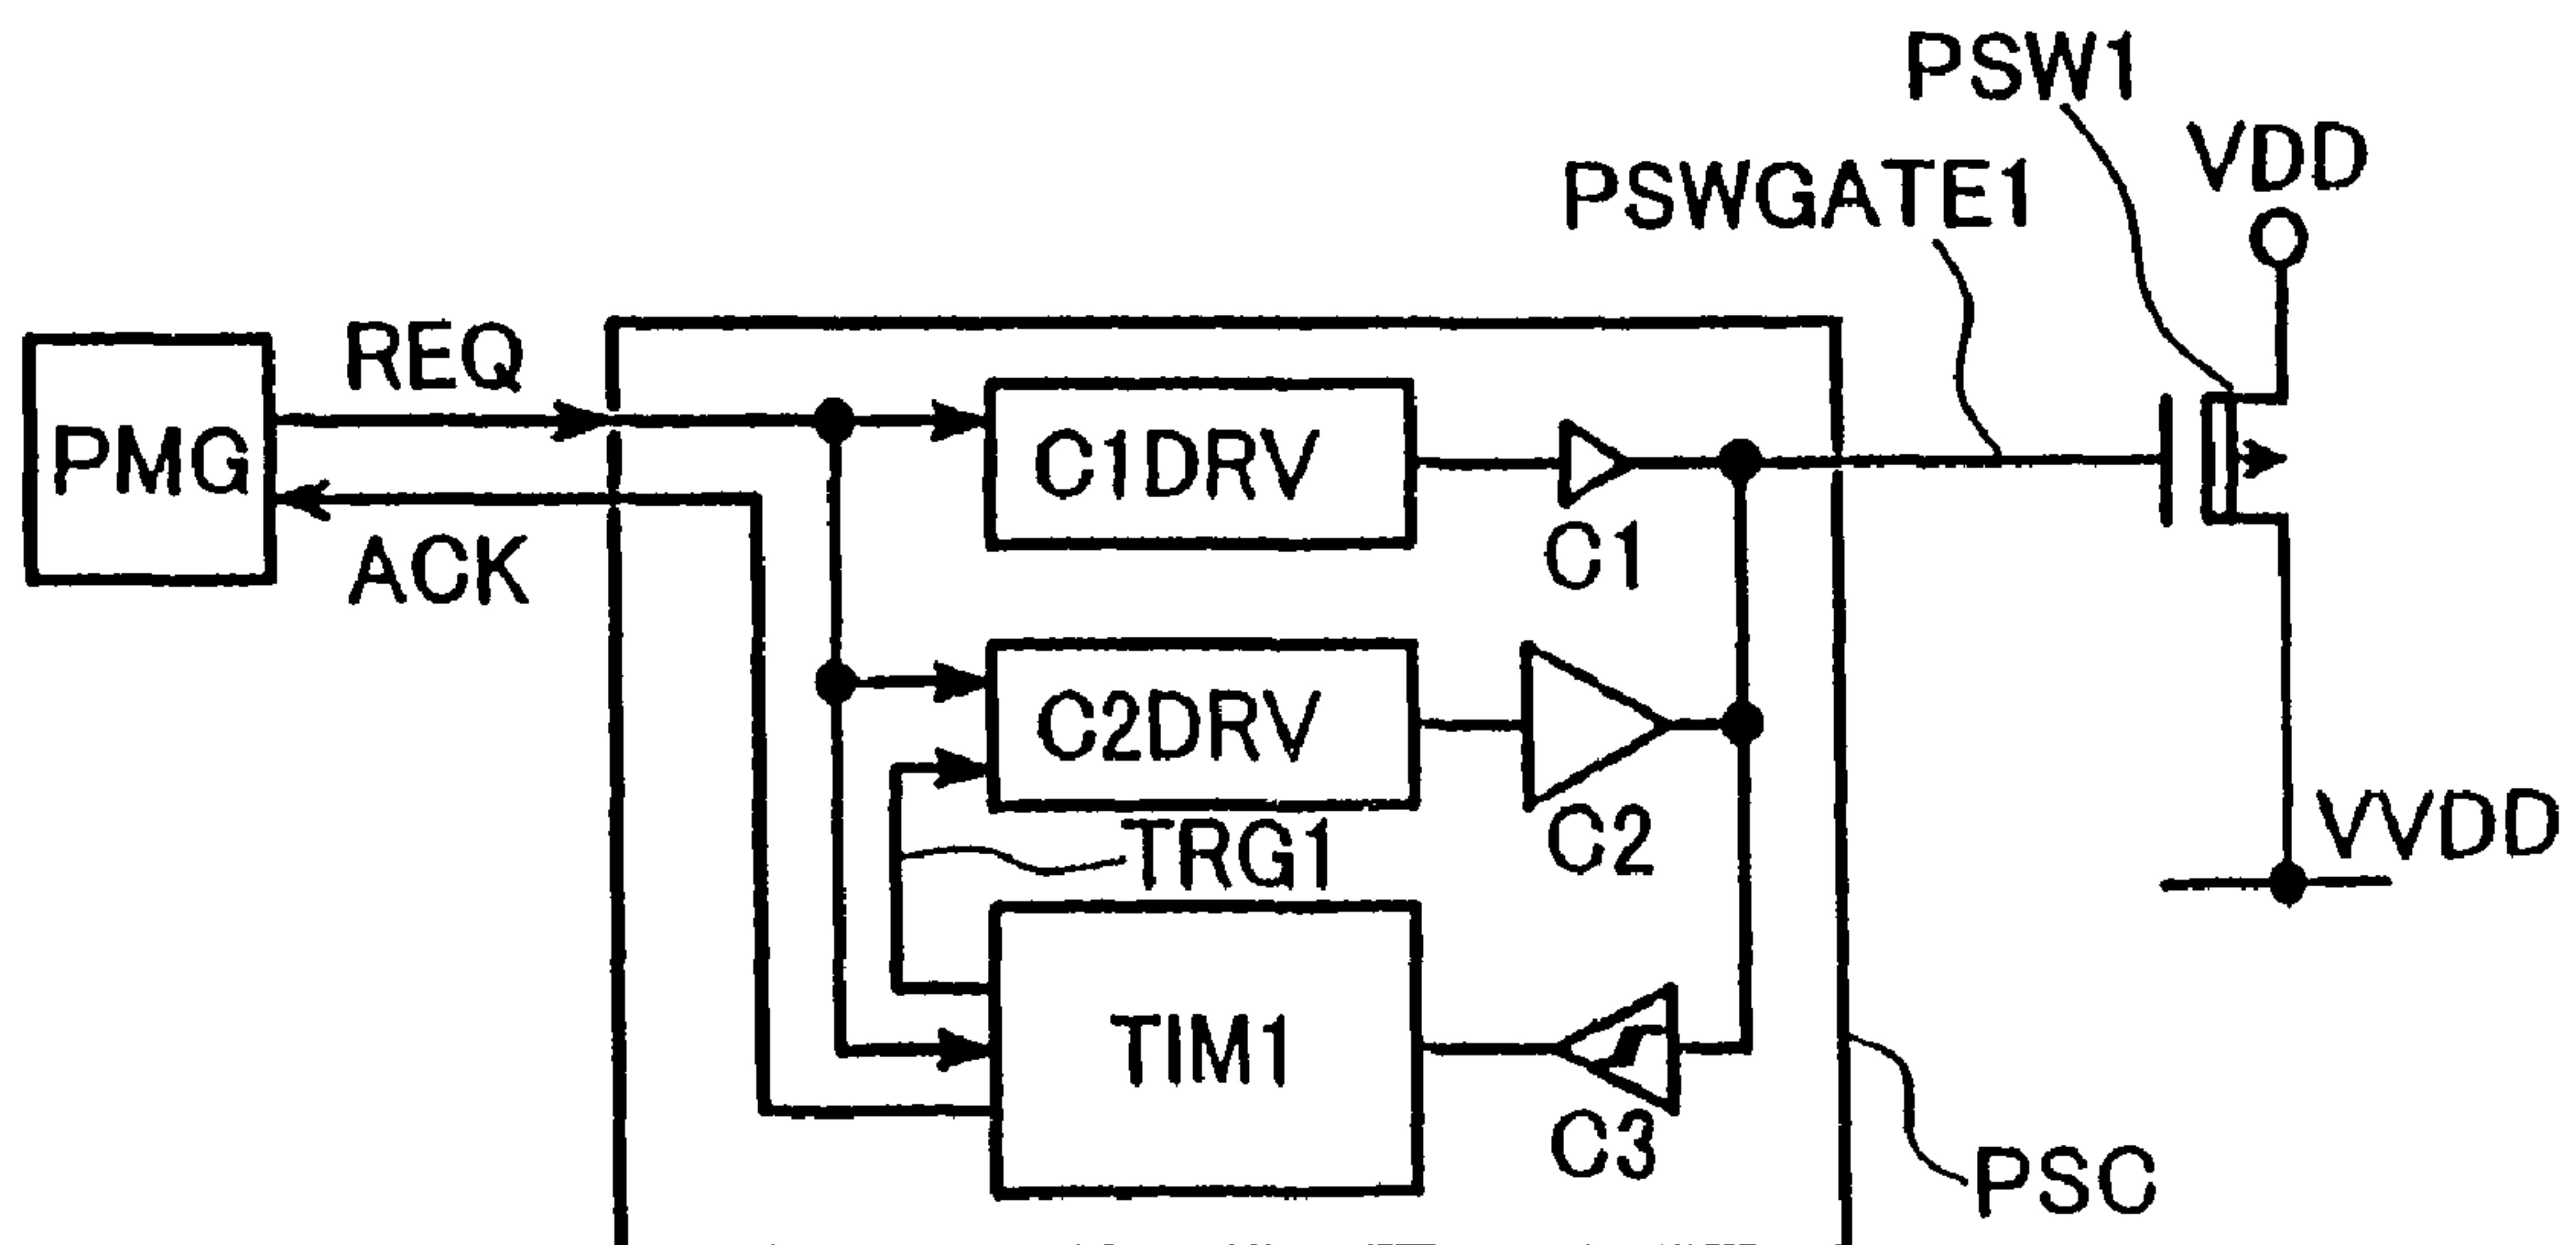 PSW1
VDD
PSWGATE1
REQ
PMG
C1DRV
C1
ACK
C2DRV
C2
VVDD
TRG1
TIM1
C3
PSC